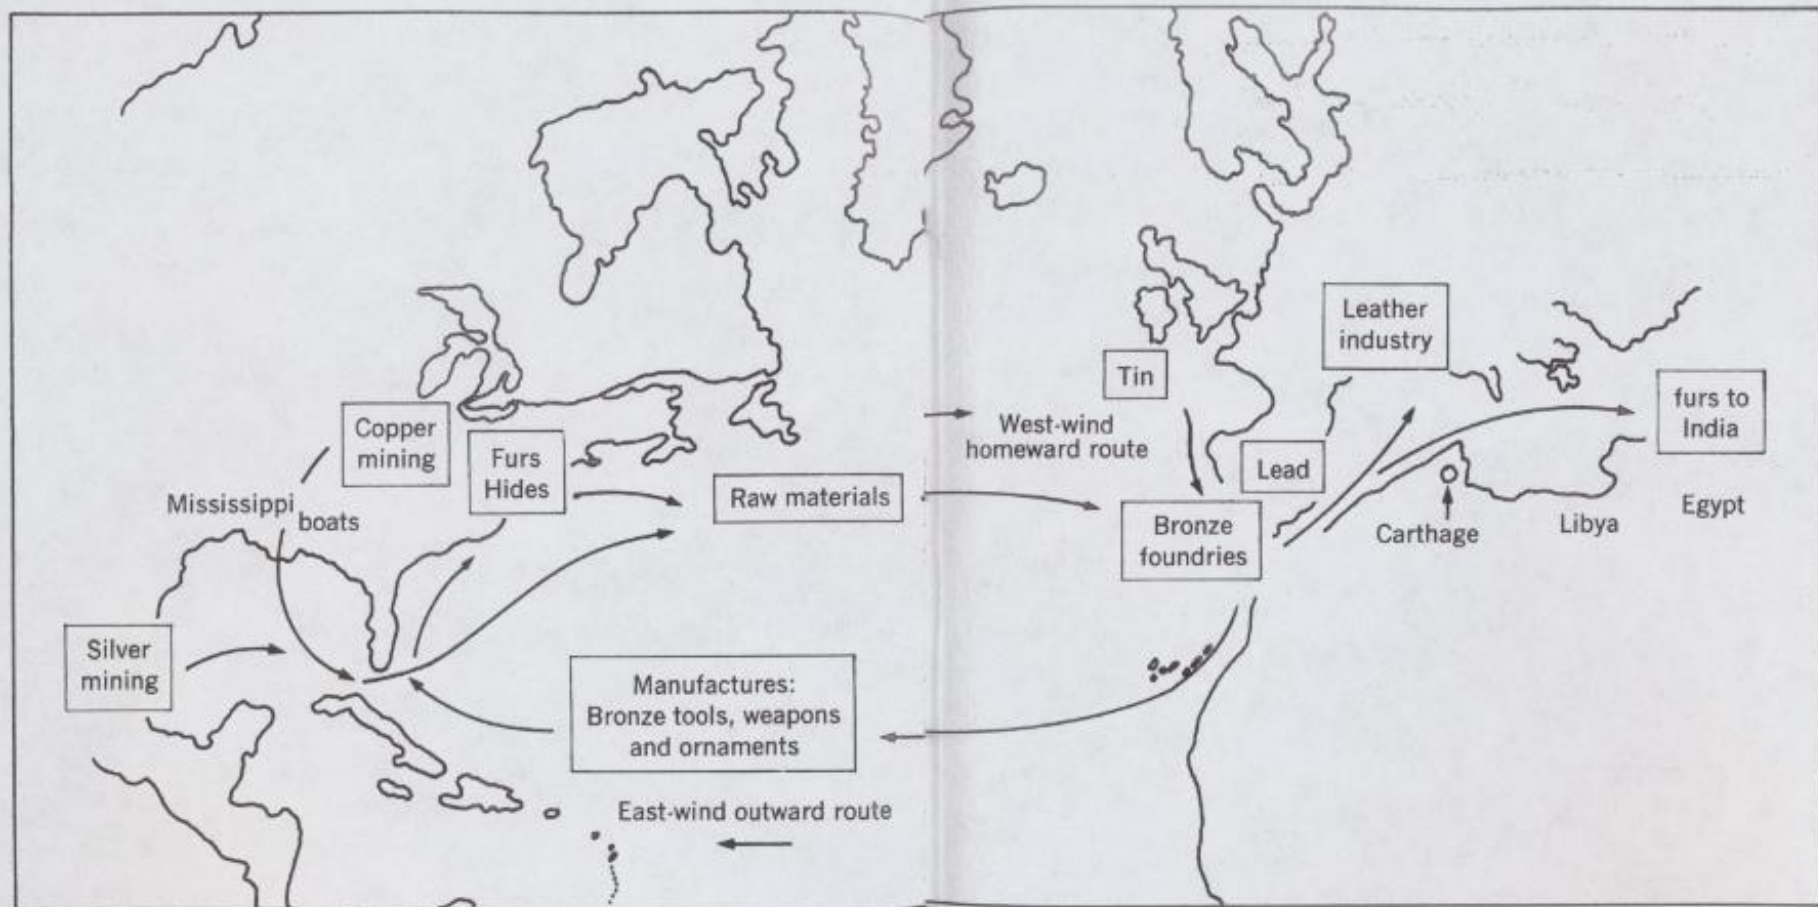 Copper
mining
Furs
Hides
Mississippi boats
Raw materials
Silver
mining
Manufactures:
Bronze tools, weapons
and ornaments
East-wind outward route
West-wind
homeward route
Tin
Leather
industry
Lead
furs to
India
Bronze
foundries
Carthage
Libya
Egypt